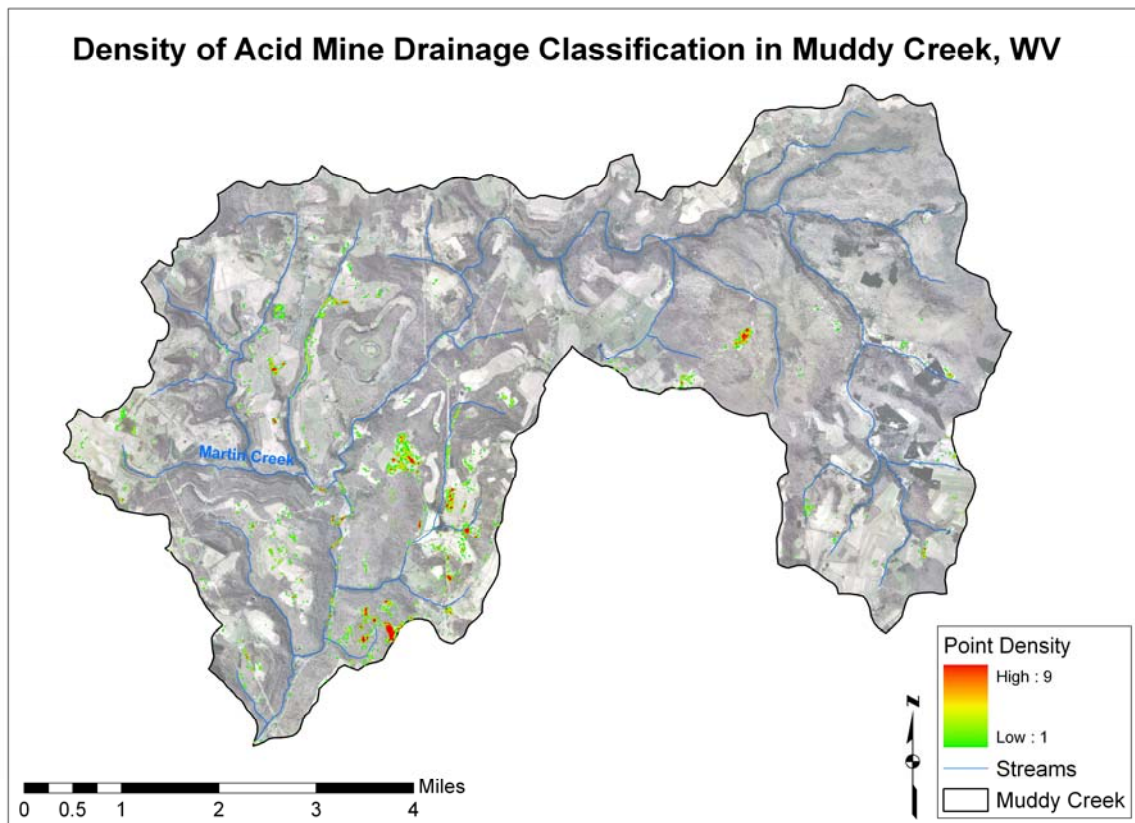 Density of Acid Mine Drainage Classification in Muddy Creek, WV
Martin Creek
Point Density
High : 9
Low : 1
Streams
Muddy Creek
N
Miles
0 0.5 1 2 3 4